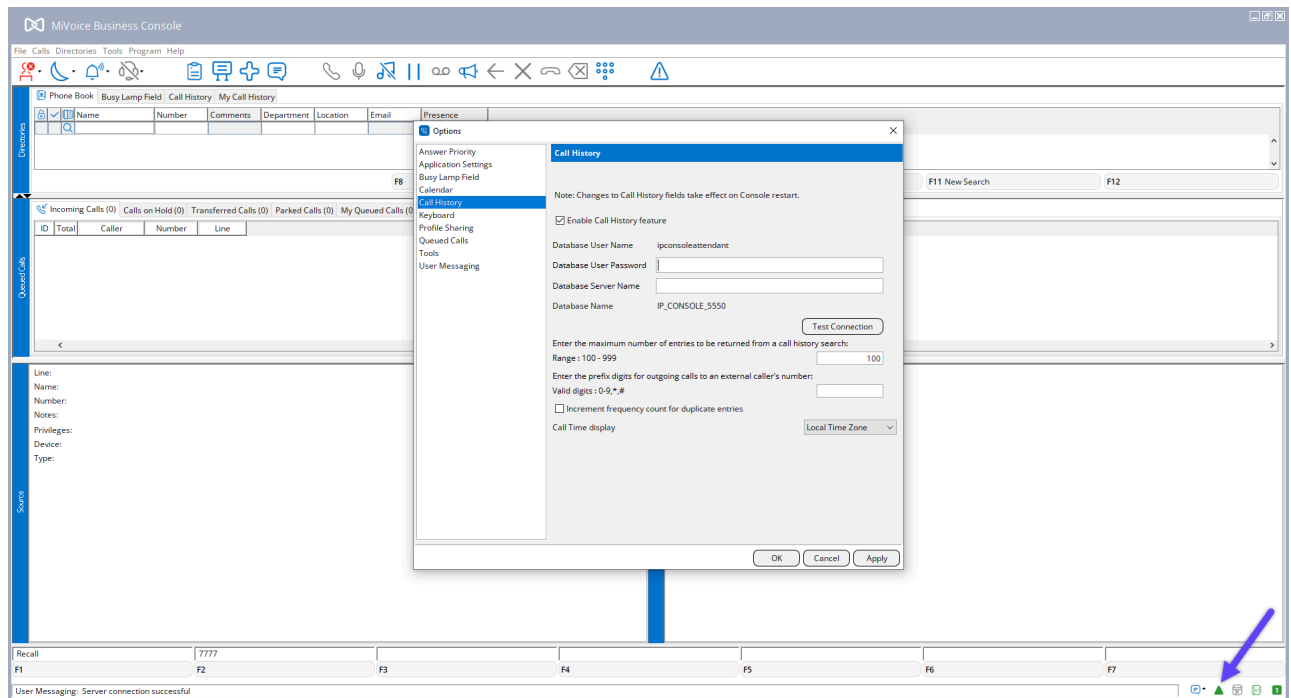 MiVoice Business Console
File Calls Directories Tools Program Help
Phone Book Busy Lamp Field Call History My Call History
Name Number Comments Department Location Email Presence
Directories
F8 F11 New Search F12
Incoming Calls (0) Calls on Hold (0) Transferred Calls (0) Parked Calls (0) My Queued Calls (0
ID Total Caller Number Line
Queued Calls
Options
Answer Priority
Application Settings
Busy Lamp Field
Calendar
Call History
Keyboard
Profile Sharing
Queued Calls
Tools
User Messaging
Call History
Note: Changes to Call History fields take effect on Console restart.
Enable Call History feature
Database User Name ipconsoleattendant
Database User Password
Database Server Name
Database Name IP_CONSOLE_5550
Test Connection
Enter the maximum number of entries to be returned from a call history search:
Range : 100 - 999 100
Enter the prefix digits for outgoing calls to an external caller's number:
Valid digits : 0-9,*,#
Increment frequency count for duplicate entries
Call Time display Local Time Zone
OK Cancel Apply
Line:
Name:
Number:
Notes:
Privileges:
Device:
Type:
Source
Recall 7777
F1 F2 F3 F4 F5 F6 F7
User Messaging: Server connection successful 1